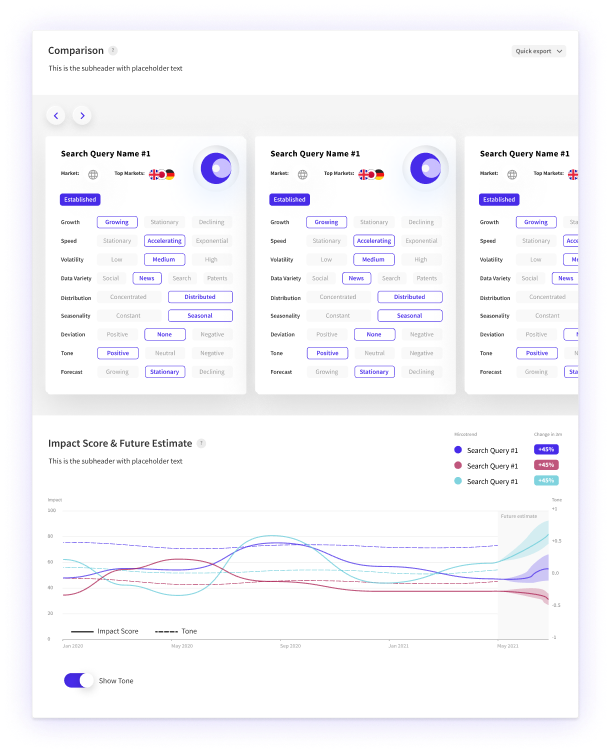 Comparison ?
Quick export
This is the subheader with placeholder text
Search Query Name #1
Market: Top Markets:
Established
Growth Growing Stationary Declining
Speed Stationary Accelerating Exponential
Volatility Low Medium High
Data Variety Social News Search Patents
Distribution Concentrated Distributed
Seasonality Constant Seasonal
Deviation Positive None Negative
Tone Positive Neutral Negative
Forecast Growing Stationary Declining
Search Query Name #1
Market: Top Markets:
Established
Growth Growing Stationary Declining
Speed Stationary Accelerating Exponential
Volatility Low Medium High
Data Variety Social News Search Patents
Distribution Concentrated Distributed
Seasonality Constant Seasonal
Deviation Positive None Negative
Tone Positive Neutral Negative
Forecast Growing Stationary Declining
Search Query Name #1
Market: Top Markets:
Established
Growth Growing Sta
Speed Stationary Acce
Volatility Low
Data Variety Social News
Distribution Concentrated
Seasonality Constant
Deviation Positive
Tone Positive N
Forecast Growing Sta
Impact Score & Future Estimate ?
This is the subheader with placeholder text
Monitored Change in 6m
Search Query #1 +45%
Search Query #1 +45%
Search Query #1 +45%
Impact Tone
100
80
60
40
20
0
Future estimate
+1
+0.5
0.0
-0.5
-1
Impact Score Tone
Jan 2020 May 2021 Sep 2020 Jan 2021 May 2021
Show Tone